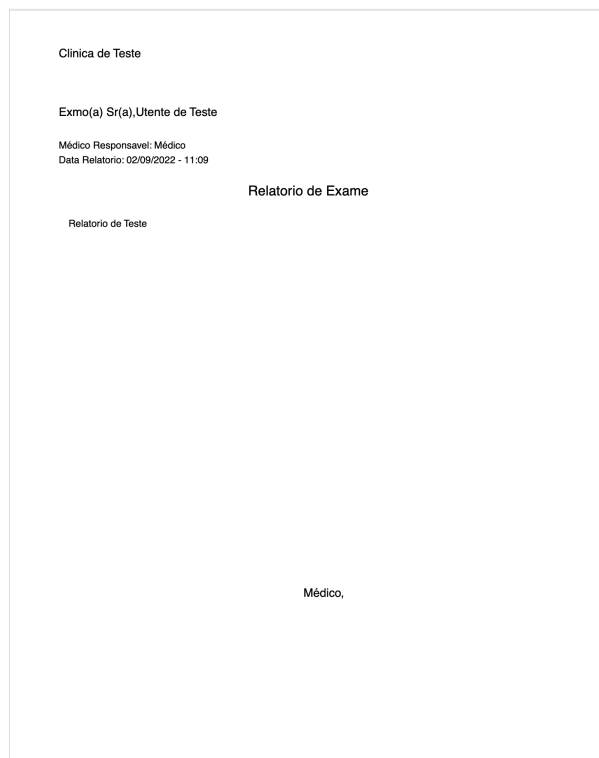 Clinica de Teste
Exmo(a) Sr(a),Utente de Teste
Médico Responsavel: Médico
Data Relatorio: 02/09/2022 - 11:09
Relatorio de Exame
Relatorio de Teste
Médico,